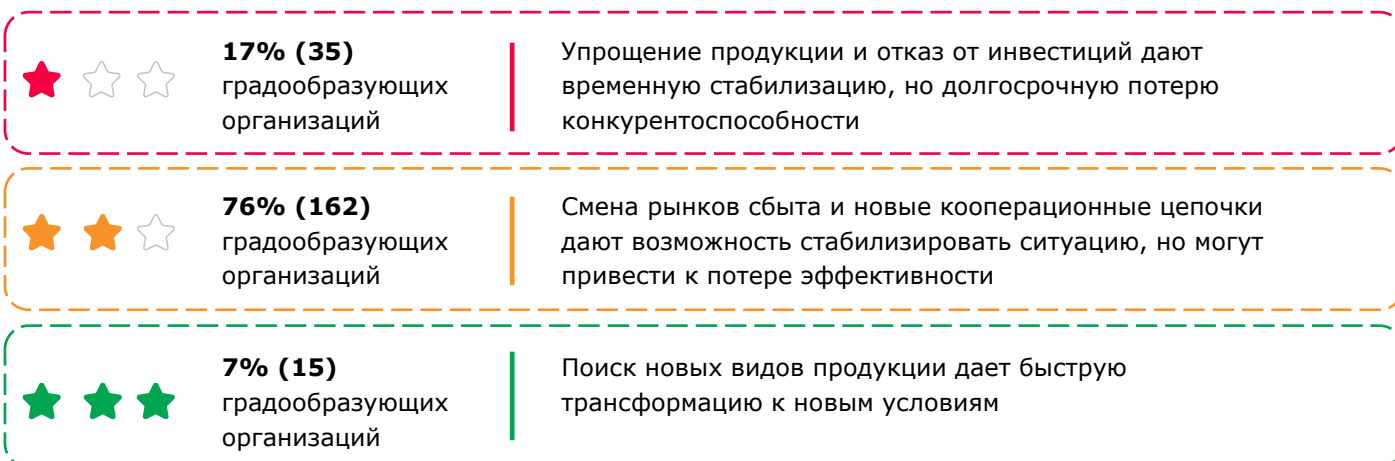 17% (35)
градообразующих
организаций
Упрощение продукции и отказ от инвестиций дают
временную стабилизацию, но долгосрочную потерю
конкурентоспособности
76% (162)
градообразующих
организаций
Смена рынков сбыта и новые кооперационные цепочки
дают возможность стабилизировать ситуацию, но могут
привести к потере эффективности
7% (15)
градообразующих
организаций
Поиск новых видов продукции дает быструю
трансформацию к новым условиям